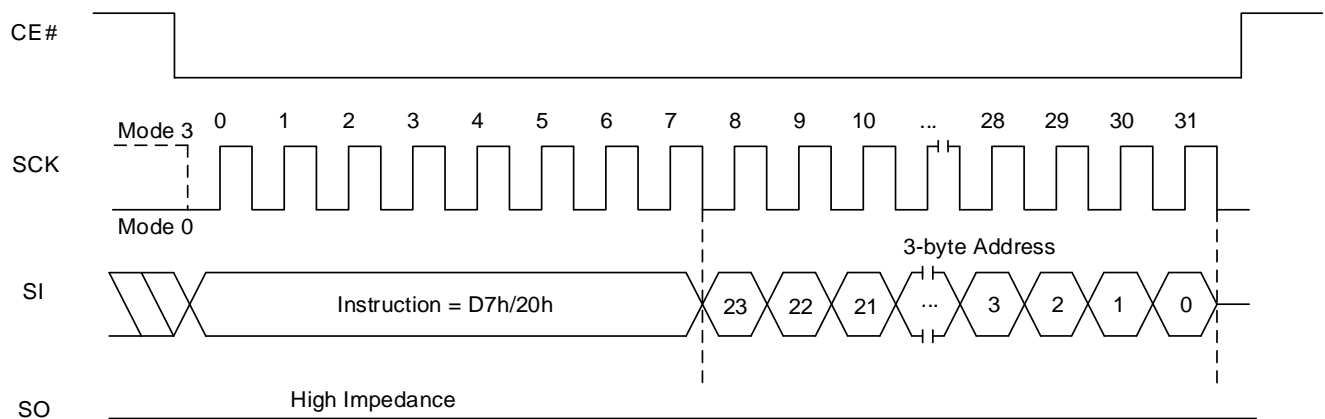 CE#
0 1 2 3 4 5 6 7 8 9 10 ... 28 29 30 31
Mode 3
SCK
Mode 0
3-byte Address
SI
Instruction = D7h/20h 23 22 21 ... 3 2 1 0
High Impedance
SO